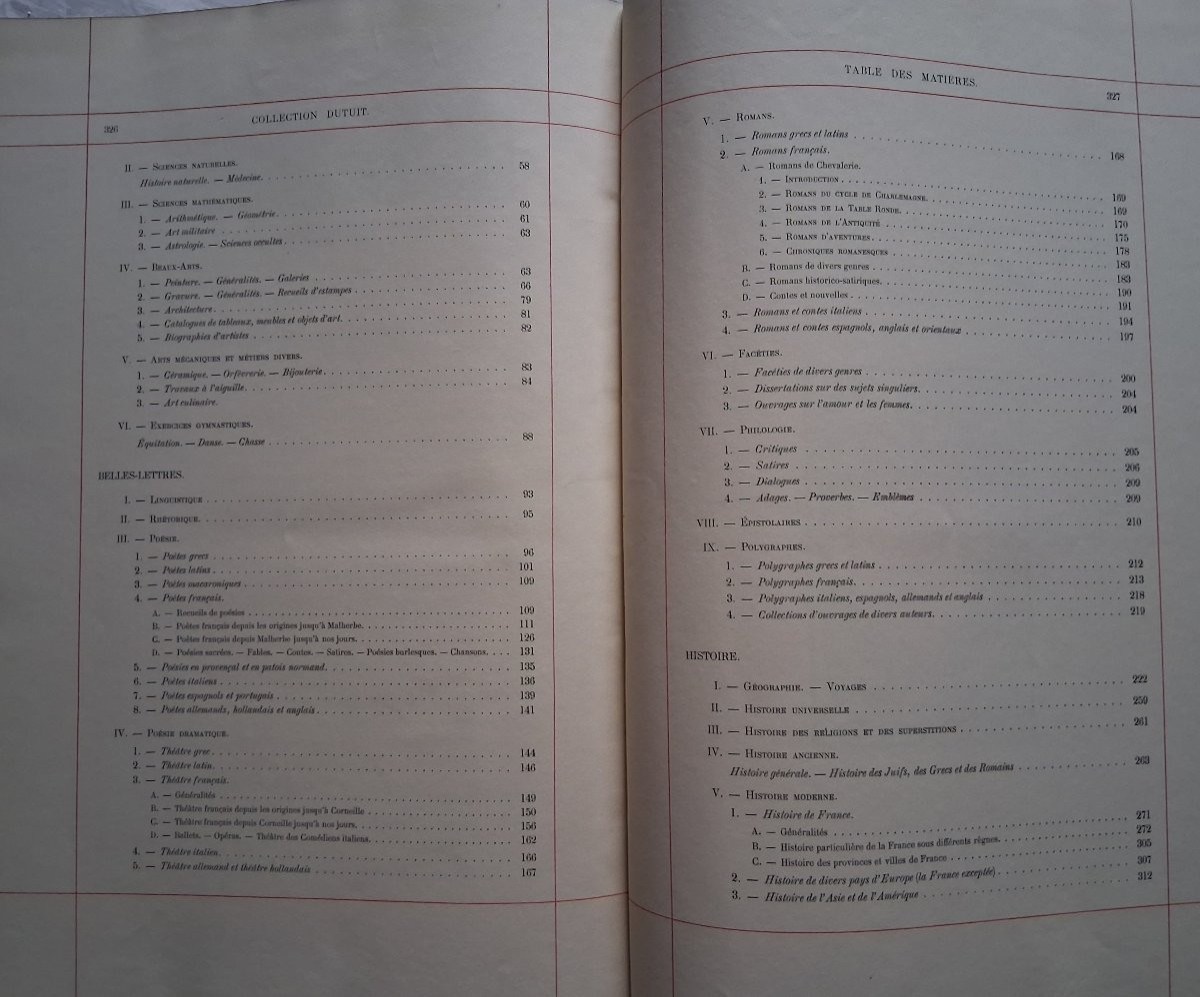 326
COLLECTION DUTUIT.
II. — SCIENCES NATURELLES.
Histoire naturelle. — Médecine. 58
III. — SCIENCES MATHÉMATIQUES.
1. — Arithmétique. — Géométrie. 60
2. — Art militaire 61
3. — Astrologie. — Sciences occultes. 63
IV. — BEAUX-ARTS.
1. — Peinture. — Généralités. — Galeries 63
2. — Gravure. — Généralités. — Recueils d'estampes 66
3. — Architecture. 79
4. — Catalogues de tableaux, meubles et objets d'art. 81
5. — Biographies d'artistes 82
V. — ARTS MÉCANIQUES ET MÉTIERS DIVERS.
1. — Céramique. — Orfèvrerie. — Bijouterie. 83
2. — Travaux à l'aiguille. 84
3. — Art culinaire.
VI. — EXERCICES GYMNASTIQUES.
Équitation. — Danse. — Chasse 88
BELLES-LETTRES.
I. — LINGUISTIQUE 93
II. — RHÉTORIQUE. 95
III. — POÉSIE.
1. — Poètes grecs 96
2. — Poètes latins. 101
3. — Poètes macaroniques 109
4. — Poètes français.
A. — Recueils de poésies 109
B. — Poètes français depuis les origines jusqu'à Malherbe. 111
C. — Poètes français depuis Malherbe jusqu'à nos jours. 126
D. — Poésies sacrées. — Fables. — Contes. — Satires. — Poésies burlesques. — Chansons. 131
5. — Poésies en provençal et en patois normand. 135
6. — Poètes italiens 136
7. — Poètes espagnols et portugais 139
8. — Poètes allemands, hollandais et anglais. 141
IV. — POÉSIE DRAMATIQUE.
1. — Théâtre grec. 144
2. — Théâtre latin. 146
3. — Théâtre français.
A. — Généralités 149
B. — Théâtre français depuis les origines jusqu'à Corneille 150
C. — Théâtre français depuis Corneille jusqu'à nos jours. 156
D. — Ballets. — Opéras. — Théâtre des Comédiens italiens. 162
4. — Théâtre italien. 166
5. — Théâtre allemand et théâtre hollandais 167
TABLE DES MATIÈRES.
327
V. — ROMANS.
1. — Romans grecs et latins 168
2. — Romans français.
A. — Romans de Chevalerie.
1. — INTRODUCTION 169
2. — ROMANS DU CYCLE DE CHARLEMAGNE. 169
3. — ROMANS DE LA TABLE RONDE. 170
4. — ROMANS DE L'ANTIQUITÉ 175
5. — ROMANS D'AVENTURES. 178
6. — CHRONIQUES ROMANESQUES 183
B. — Romans de divers genres 183
C. — Romans historico-satiriques. 190
D. — Contes et nouvelles 191
3. — Romans et contes italiens 194
4. — Romans et contes espagnols, anglais et orientaux 197
VI. — FACÉTIES.
1. — Facéties de divers genres 200
2. — Dissertations sur des sujets singuliers. 204
3. — Ouvrages sur l'amour et les femmes. 204
VII. — PHILOLOGIE.
1. — Critiques 205
2. — Satires 206
3. — Dialogues 209
4. — Adages. — Proverbes. — Emblèmes 209
VIII. — ÉPISTOLAIRES 210
IX. — POLYGRAPHES.
1. — Polygraphes grecs et latins 212
2. — Polygraphes français. 213
3. — Polygraphes italiens, espagnols, allemands et anglais 218
4. — Collections d'ouvrages de divers auteurs. 219
HISTOIRE.
I. — GÉOGRAPHIE. — VOYAGES 222
II. — HISTOIRE UNIVERSELLE 259
III. — HISTOIRE DES RELIGIONS ET DES SUPERSTITIONS 261
IV. — HISTOIRE ANCIENNE.
Histoire générale. — Histoire des Juifs, des Grecs et des Romains 263
V. — HISTOIRE MODERNE.
1. — Histoire de France.
A. — Généralités 271
B. — Histoire particulière de la France sous différents règnes. 272
C. — Histoire des provinces et villes de France 305
2. — Histoire de divers pays d'Europe (la France exceptée) 307
3. — Histoire de l'Asie et de l'Amérique 312